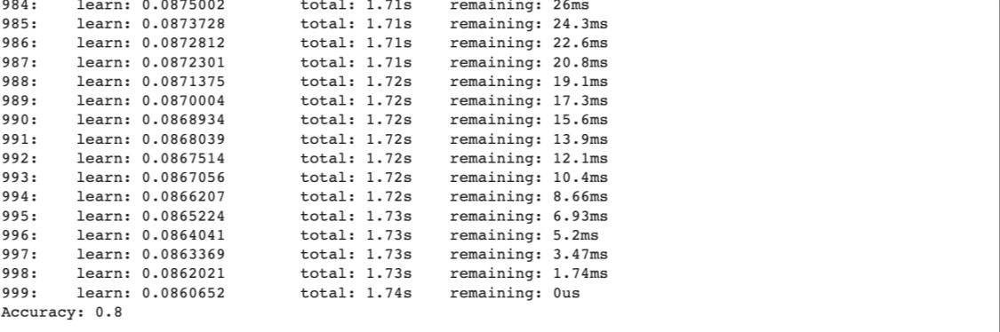 984:    learn: 0.0875002        total: 1.71s    remaining: 26ms
985:    learn: 0.0873728        total: 1.71s    remaining: 24.3ms
986:    learn: 0.0872812        total: 1.71s    remaining: 22.6ms
987:    learn: 0.0872301        total: 1.71s    remaining: 20.8ms
988:    learn: 0.0871375        total: 1.72s    remaining: 19.1ms
989:    learn: 0.0870004        total: 1.72s    remaining: 17.3ms
990:    learn: 0.0868934        total: 1.72s    remaining: 15.6ms
991:    learn: 0.0868039        total: 1.72s    remaining: 13.9ms
992:    learn: 0.0867514        total: 1.72s    remaining: 12.1ms
993:    learn: 0.0867056        total: 1.72s    remaining: 10.4ms
994:    learn: 0.0866207        total: 1.72s    remaining: 8.66ms
995:    learn: 0.0865224        total: 1.73s    remaining: 6.93ms
996:    learn: 0.0864041        total: 1.73s    remaining: 5.2ms
997:    learn: 0.0863369        total: 1.73s    remaining: 3.47ms
998:    learn: 0.0862021        total: 1.73s    remaining: 1.74ms
999:    learn: 0.0860652        total: 1.74s    remaining: 0us
Accuracy: 0.8